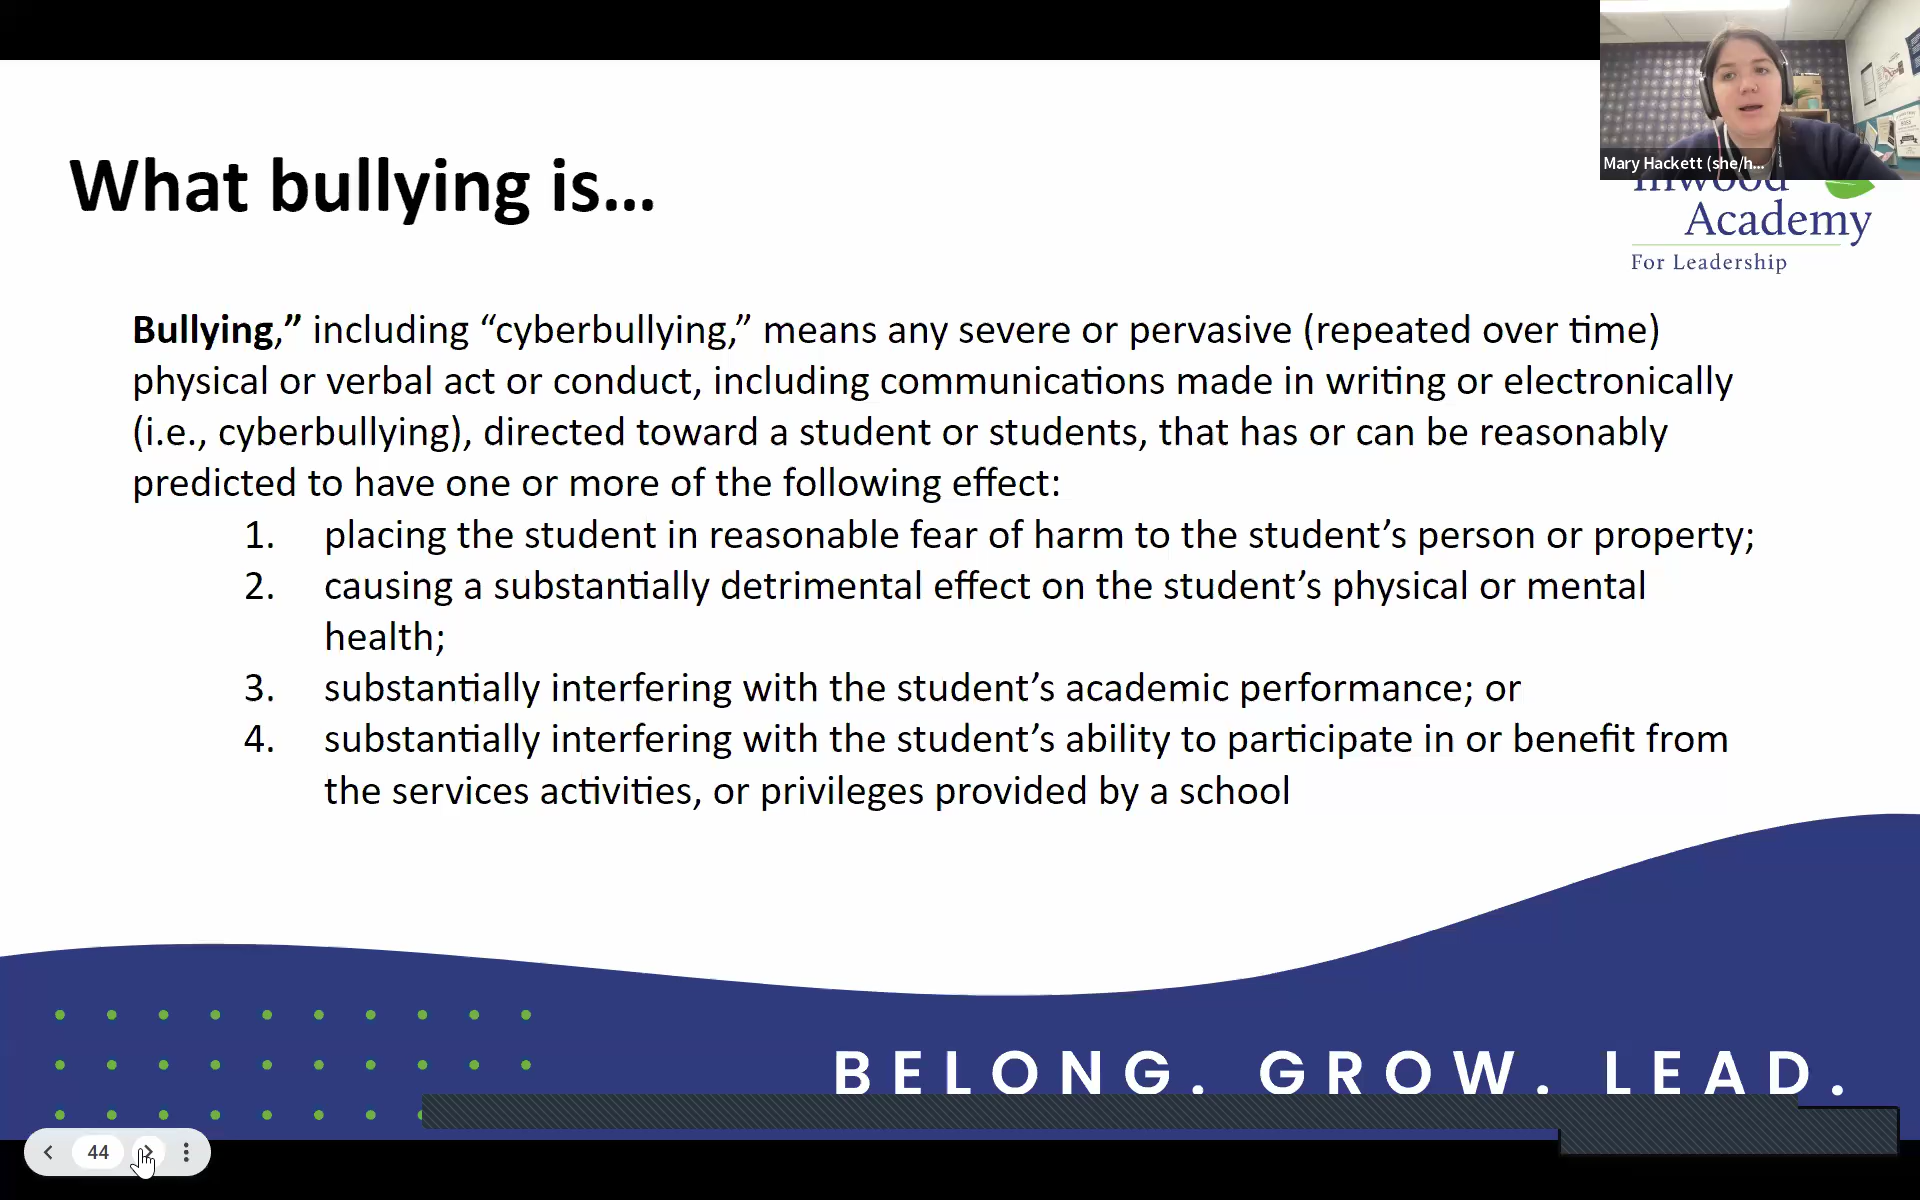 Mary Hackett (she/h...
What bullying is...
Inwood
Academy
For Leadership
Bullying,” including “cyberbullying,” means any severe or pervasive (repeated over time)
physical or verbal act or conduct, including communications made in writing or electronically
(i.e., cyberbullying), directed toward a student or students, that has or can be reasonably
predicted to have one or more of the following effect:
1. placing the student in reasonable fear of harm to the student’s person or property;
2. causing a substantially detrimental effect on the student’s physical or mental
health;
3. substantially interfering with the student’s academic performance; or
4. substantially interfering with the student’s ability to participate in or benefit from
the services activities, or privileges provided by a school
BELONG. GROW. LEAD.
44